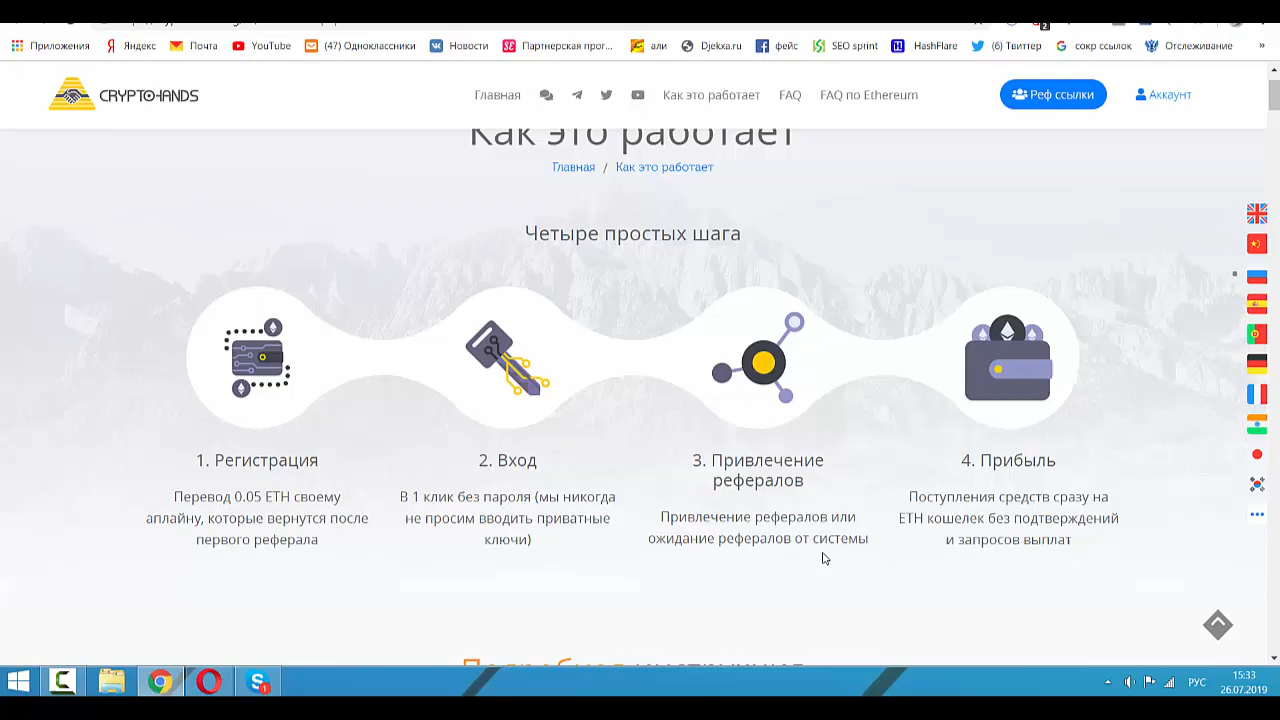 2
Приложения
Яндекс
Почта
YouTube
(47) Одноклассники
Новости
Партнерская прог...
али
Djekxa.ru
фейс
SEO sprint
HashFlare
(6) Твиттер
сокр ссылок
Отслеживание
»
CRYPTOHANDS
Главная
Как это работает
FAQ
FAQ по Ethereum
Реф ссылки
Аккаунт
Как это работает
Главная / Как это работает
Четыре простых шага
1. Регистрация
Перевод 0.05 ETH своему
аплайну, которые вернутся после
первого реферала
2. Вход
В 1 клик без пароля (мы никогда
не просим вводить приватные
ключи)
3. Привлечение
рефералов
Привлечение рефералов или
ожидание рефералов от системы
4. Прибыль
Поступления средств сразу на
ETH кошелек без подтверждений
и запросов выплат
1
РУС
15:33
26.07.2019